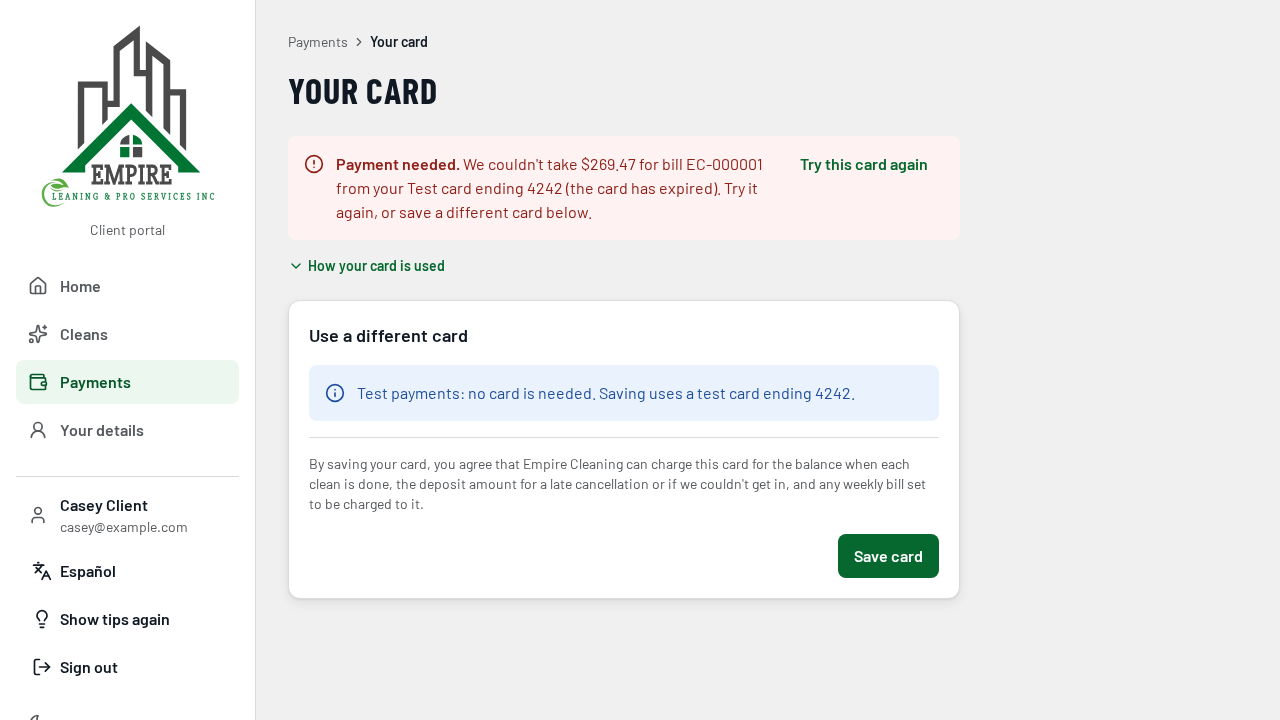 EMPIRE
LEANING & PRO SERVICES INC
Client portal
Home
Cleans
Payments
Your details
Casey Client
casey@example.com
Español
Show tips again
Sign out
Payments > Your card
YOUR CARD
Payment needed. We couldn't take $269.47 for bill EC-000001
from your Test card ending 4242 (the card has expired). Try it
again, or save a different card below.
Try this card again
How your card is used
Use a different card
Test payments: no card is needed. Saving uses a test card ending 4242.
By saving your card, you agree that Empire Cleaning can charge this card for the balance when each
clean is done, the deposit amount for a late cancellation or if we couldn't get in, and any weekly bill set
to be charged to it.
Save card